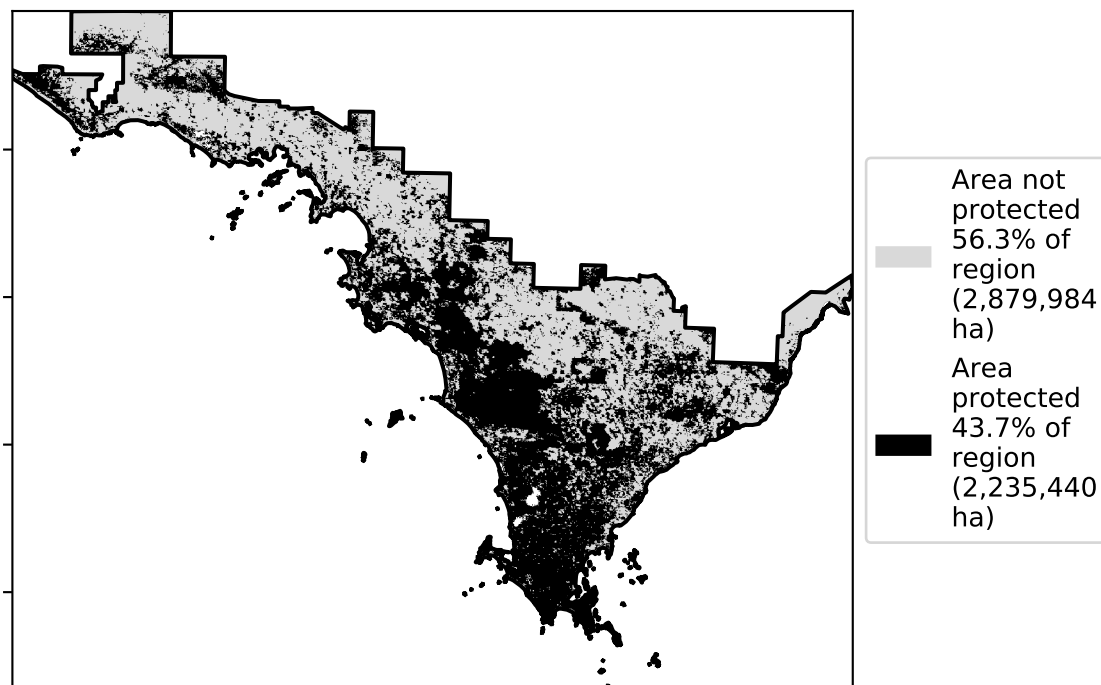 Area not
protected
56.3% of
region
(2,879,984
ha)
Area
protected
43.7% of
region
(2,235,440
ha)